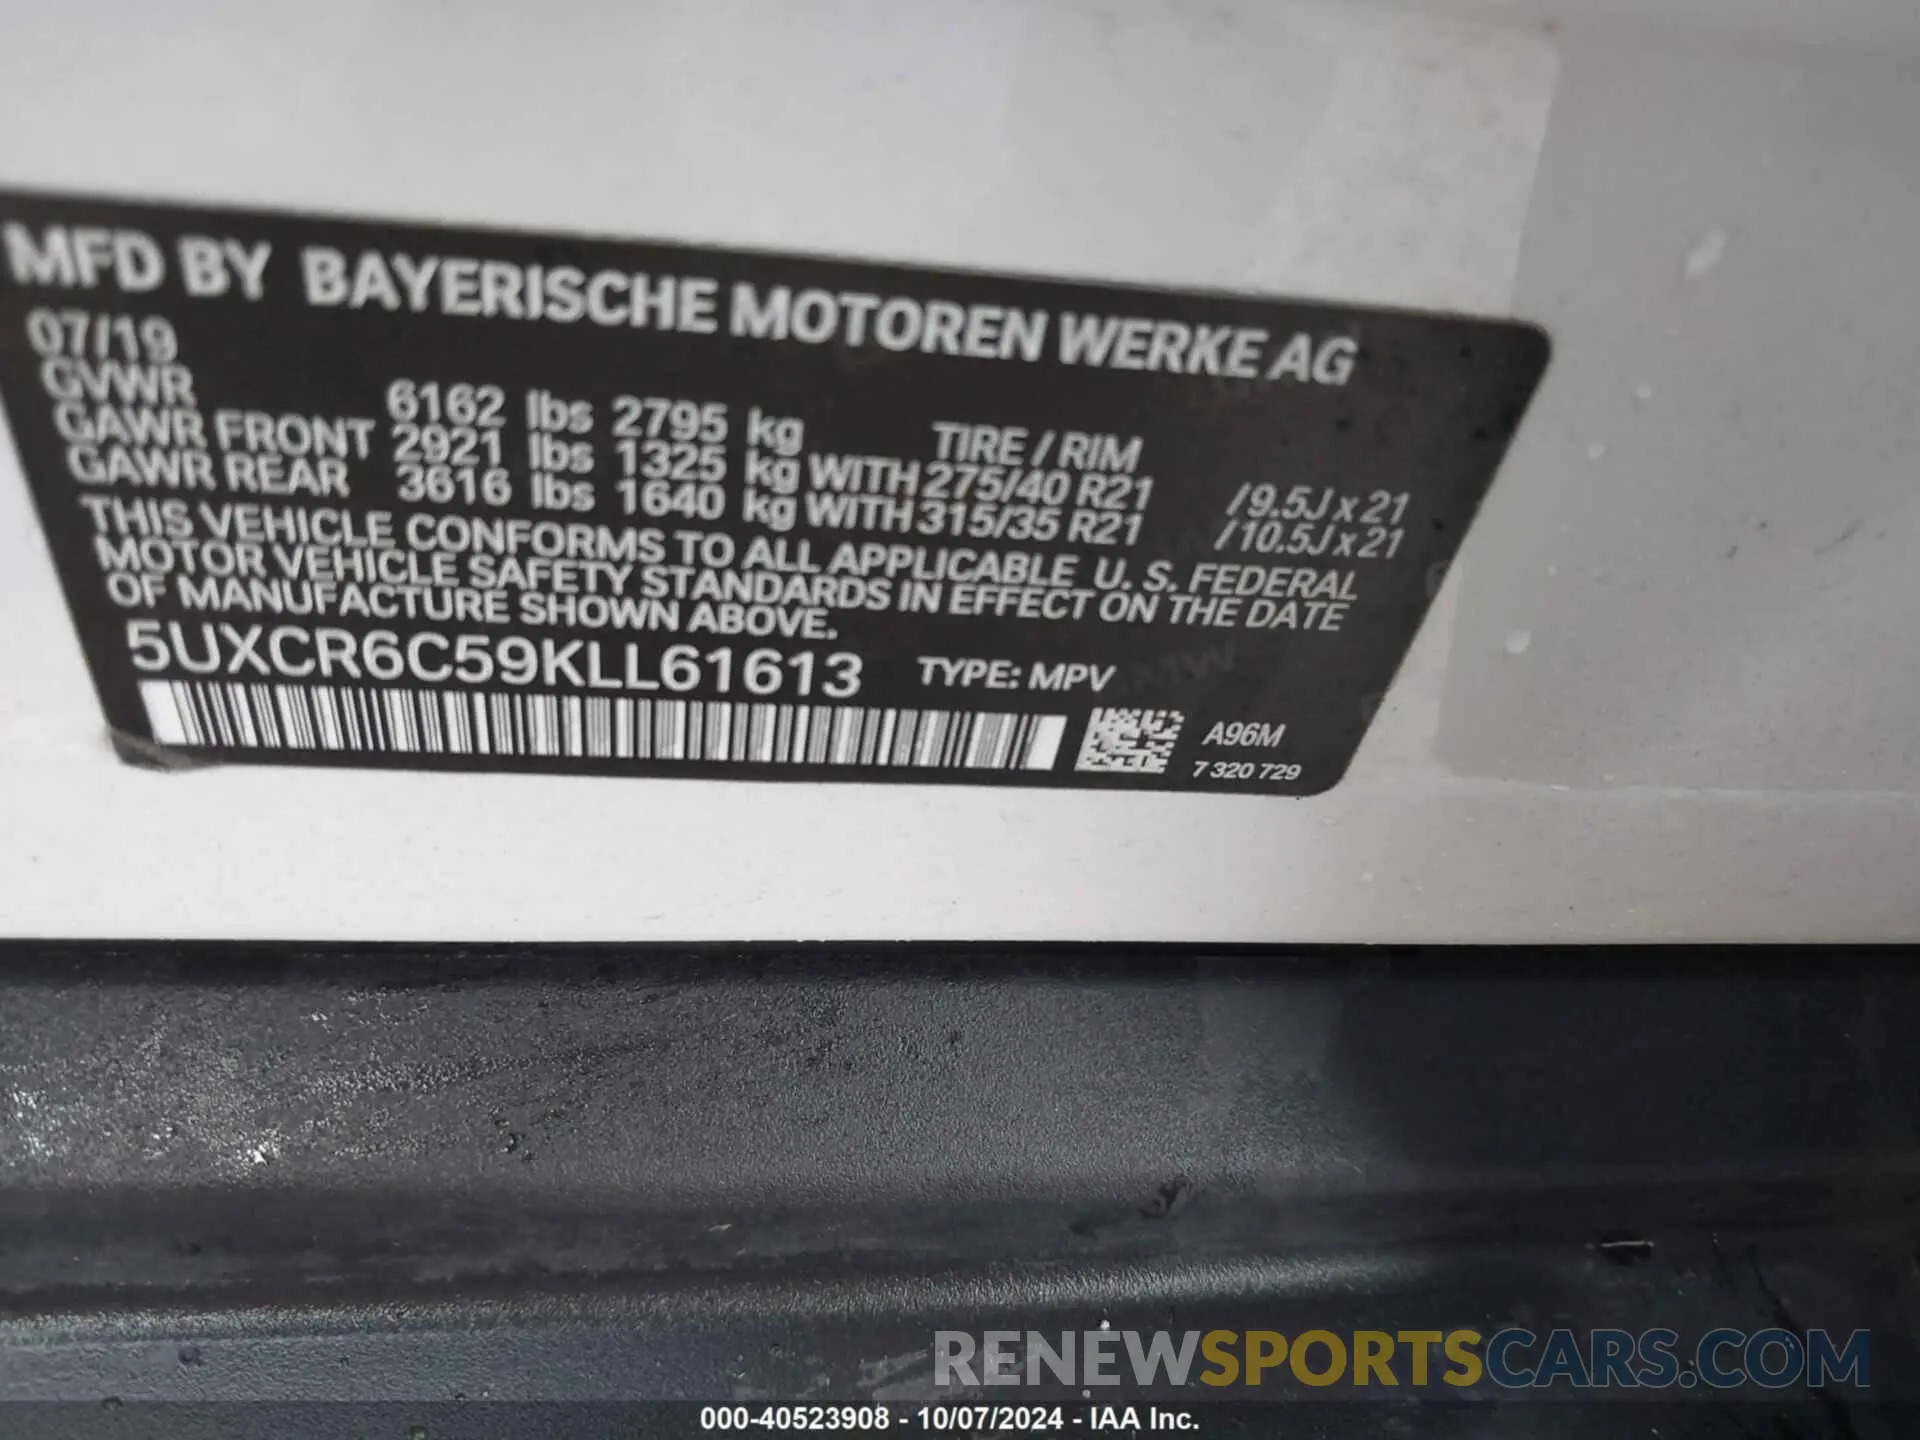 MFD BY BAYERISCHE MOTOREN WERKE AG
07/19
GVWR 6162 lbs 2795 kg TIRE / RIM
GAWR FRONT 2921 lbs 1325 kg WITH 275/40 R21 /9.5J x 21
GAWR REAR 3616 lbs 1640 kg WITH 315/35 R21 /10.5J x 21
THIS VEHICLE CONFORMS TO ALL APPLICABLE U. S. FEDERAL
MOTOR VEHICLE SAFETY STANDARDS IN EFFECT ON THE DATE
OF MANUFACTURE SHOWN ABOVE.
5UXCR6C59KLL61613 TYPE: MPV
A96M
7 320 729
RENEWSPORTSCARS.COM
000-40523908 - 10/07/2024 - IAA Inc.